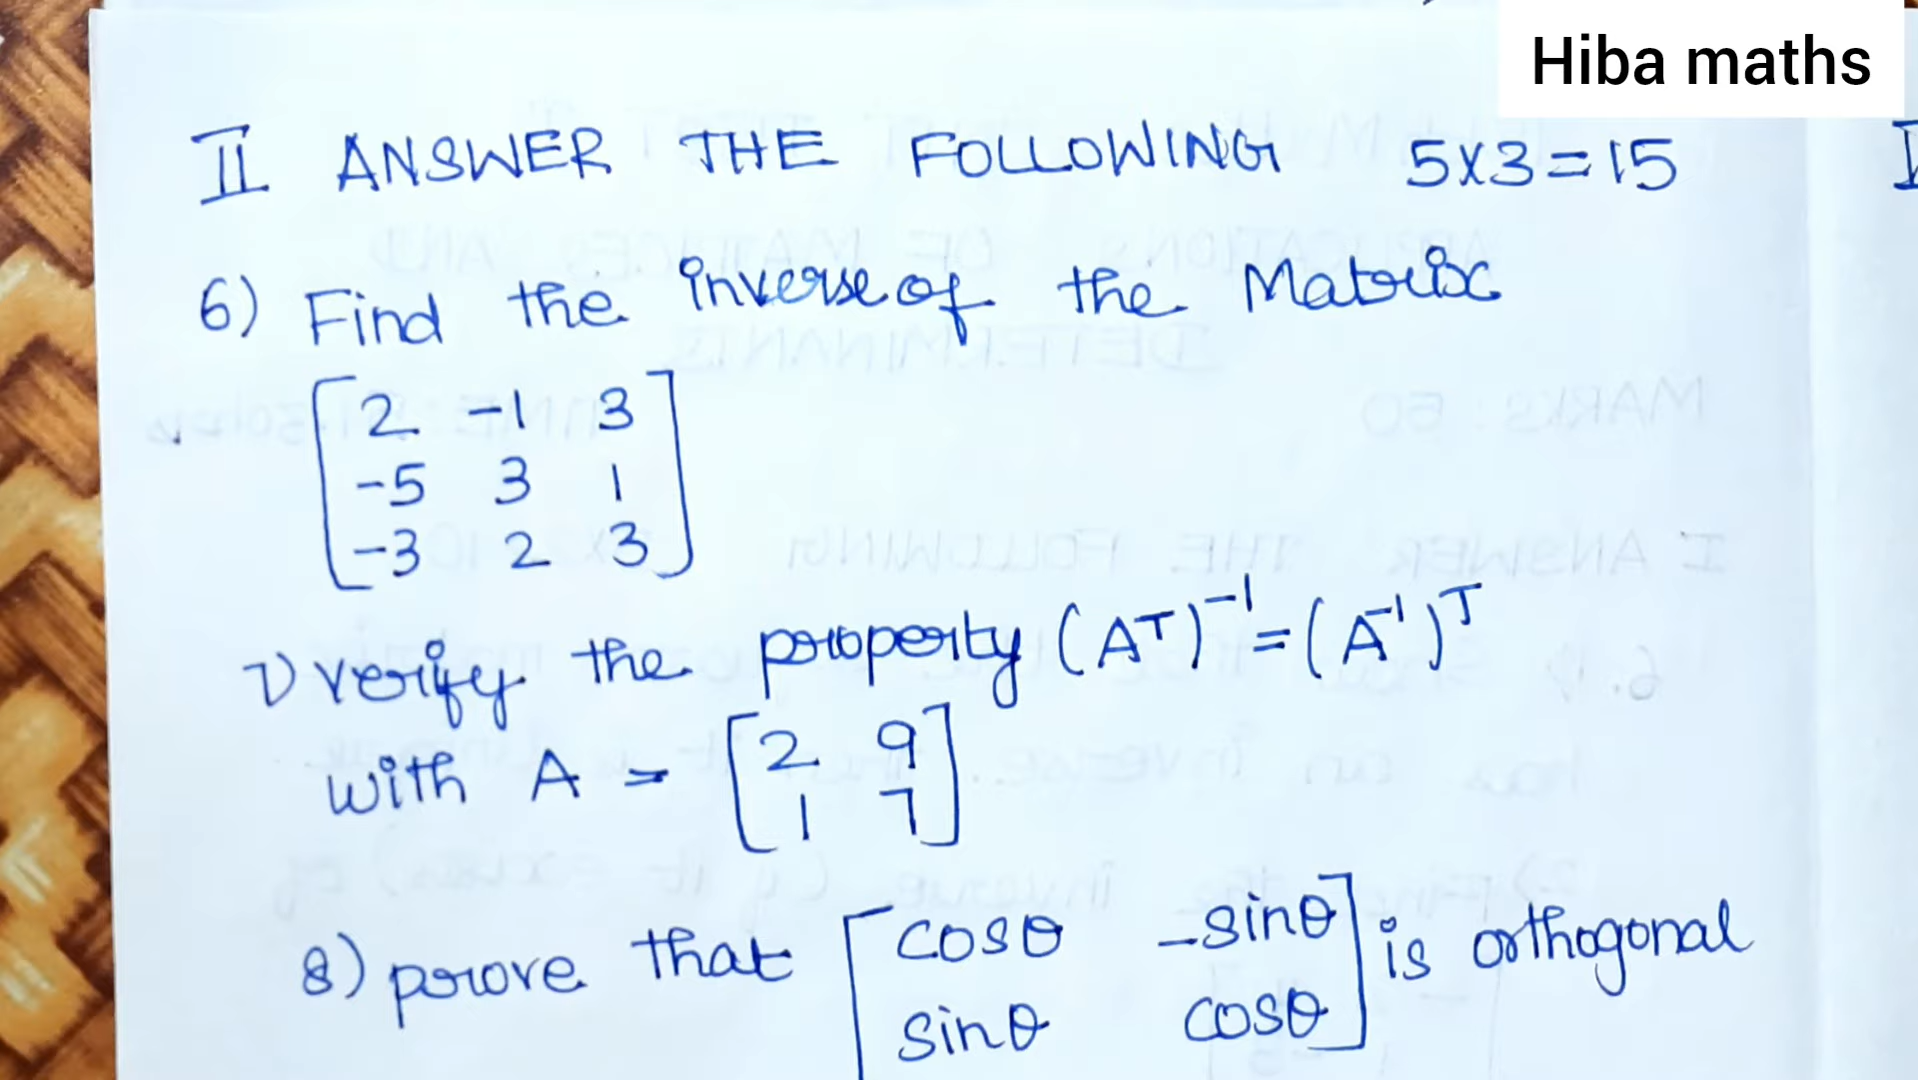 Hiba maths
II ANSWER THE FOLLOWING 5x3=15
6) Find the inverse of the Matrix
2 -1 3
-5 3 1
-3 2 3
7) verify the property (Aᵀ)⁻¹=(A⁻¹)ᵀ
with A = [2 9
1 7]
8) prove that [cosθ -sinθ] is orthogonal
sinθ cosθ